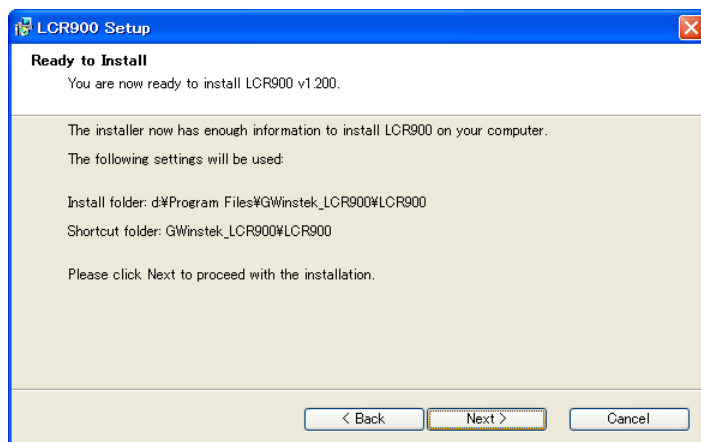 LCR900 Setup
Ready to Install
You are now ready to install LCR900 v1.200.
The installer now has enough information to install LCR900 on your computer.
The following settings will be used:
Install folder: d:¥Program Files¥GWinstek_LCR900¥LCR900
Shortcut folder: GWinstek_LCR900¥LCR900
Please click Next to proceed with the installation.
< Back Next > Cancel